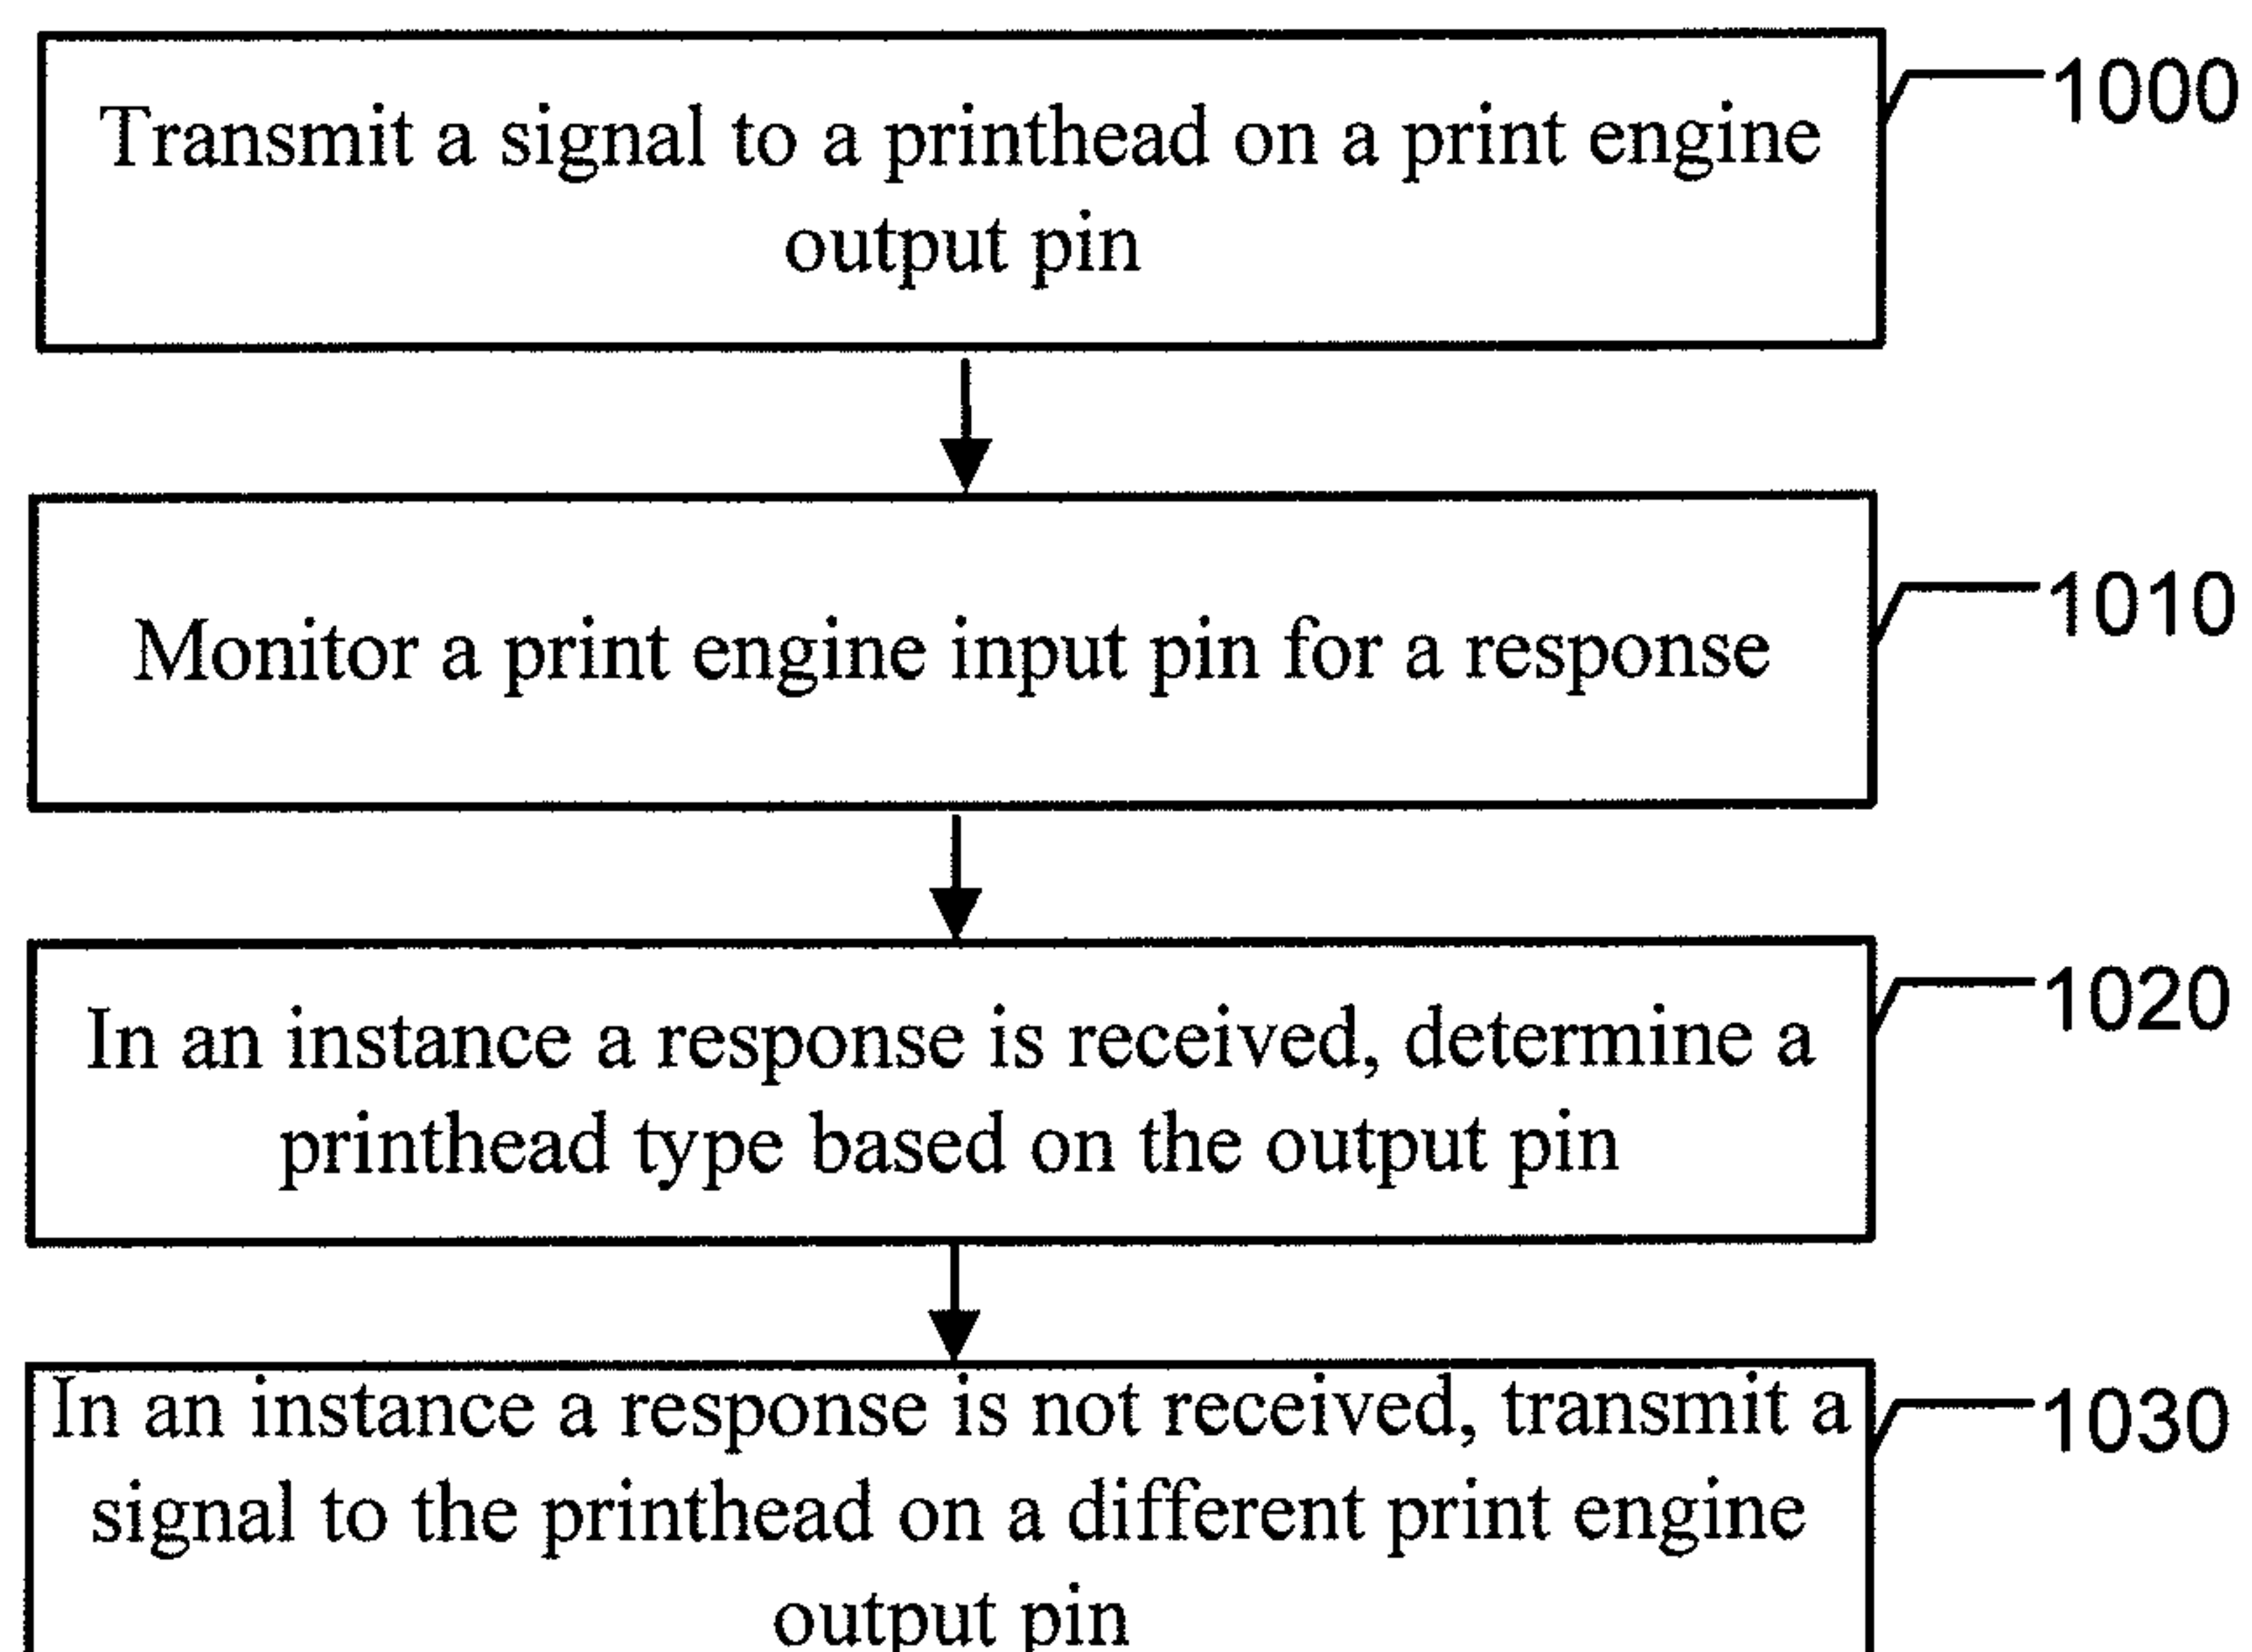 Transmit a signal to a printhead on a print engine
output pin
1000
Monitor a print engine input pin for a response
1010
In an instance a response is received, determine a
printhead type based on the output pin
1020
In an instance a response is not received, transmit a
signal to the printhead on a different print engine
output pin
1030